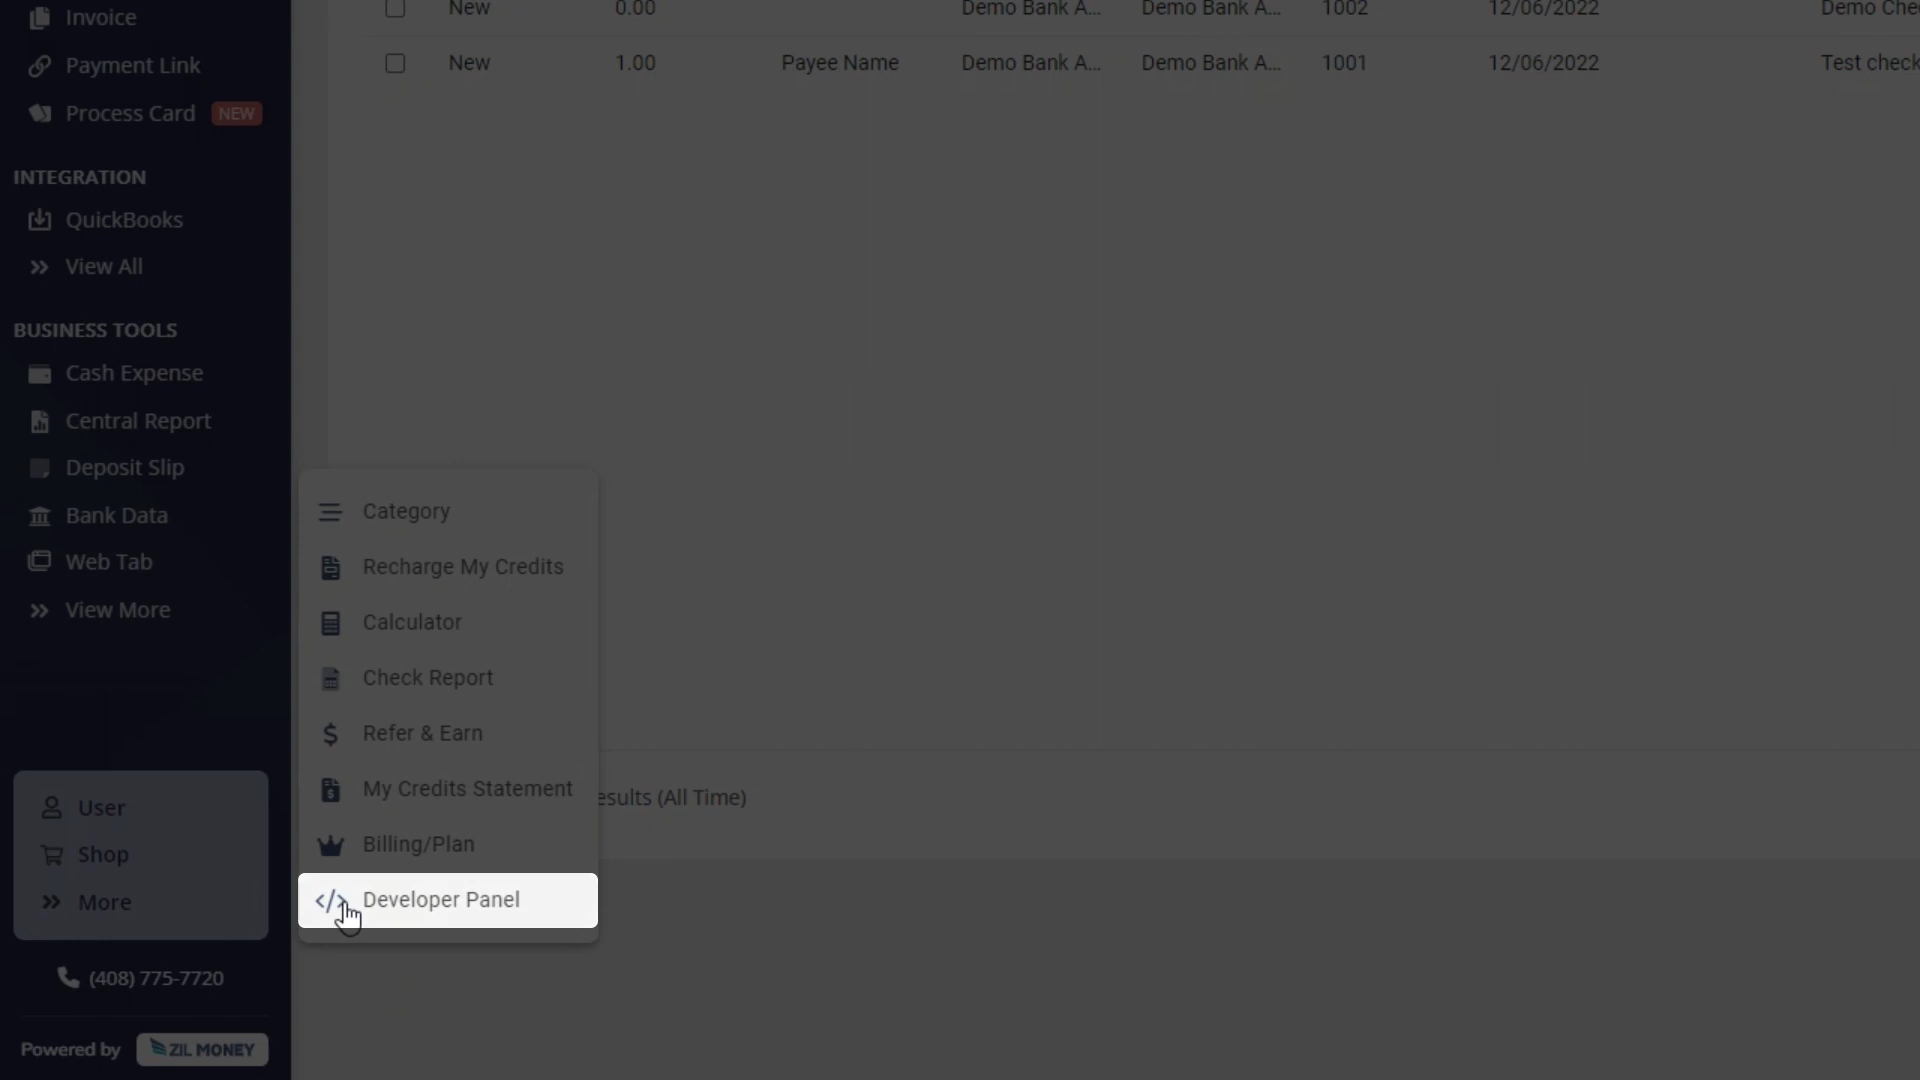 Invoice
Payment Link
Process Card NEW
INTEGRATION
QuickBooks
View All
BUSINESS TOOLS
Cash Expense
Central Report
Deposit Slip
Bank Data
Web Tab
View More
User
Shop
More
(408) 775-7720
Powered by ZIL MONEY
New 0.00 Demo Bank A... Demo Bank A... 1002 12/06/2022 Demo Che
New 1.00 Payee Name Demo Bank A... Demo Bank A... 1001 12/06/2022 Test check
Category
Recharge My Credits
Calculator
Check Report
Refer & Earn
My Credits Statement
Billing/Plan
Developer Panel
esults (All Time)